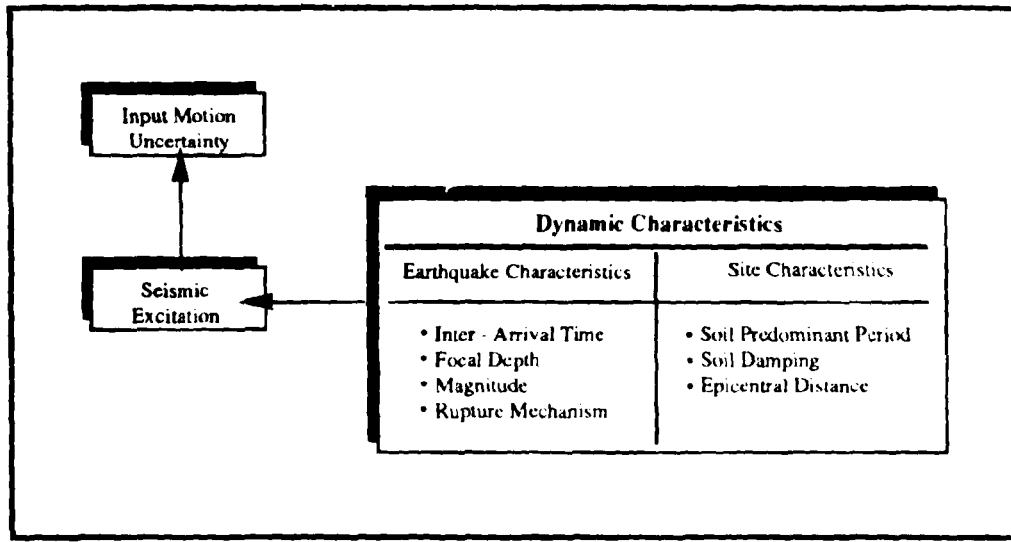 Input Motion
Uncertainty
Dynamic Characteristics
Earthquake Characteristics
Site Characteristics
Seismic
Excitation
• Inter - Arrival Time
• Focal Depth
• Magnitude
• Rupture Mechanism
• Soil Predominant Period
• Soil Damping
• Epicentral Distance